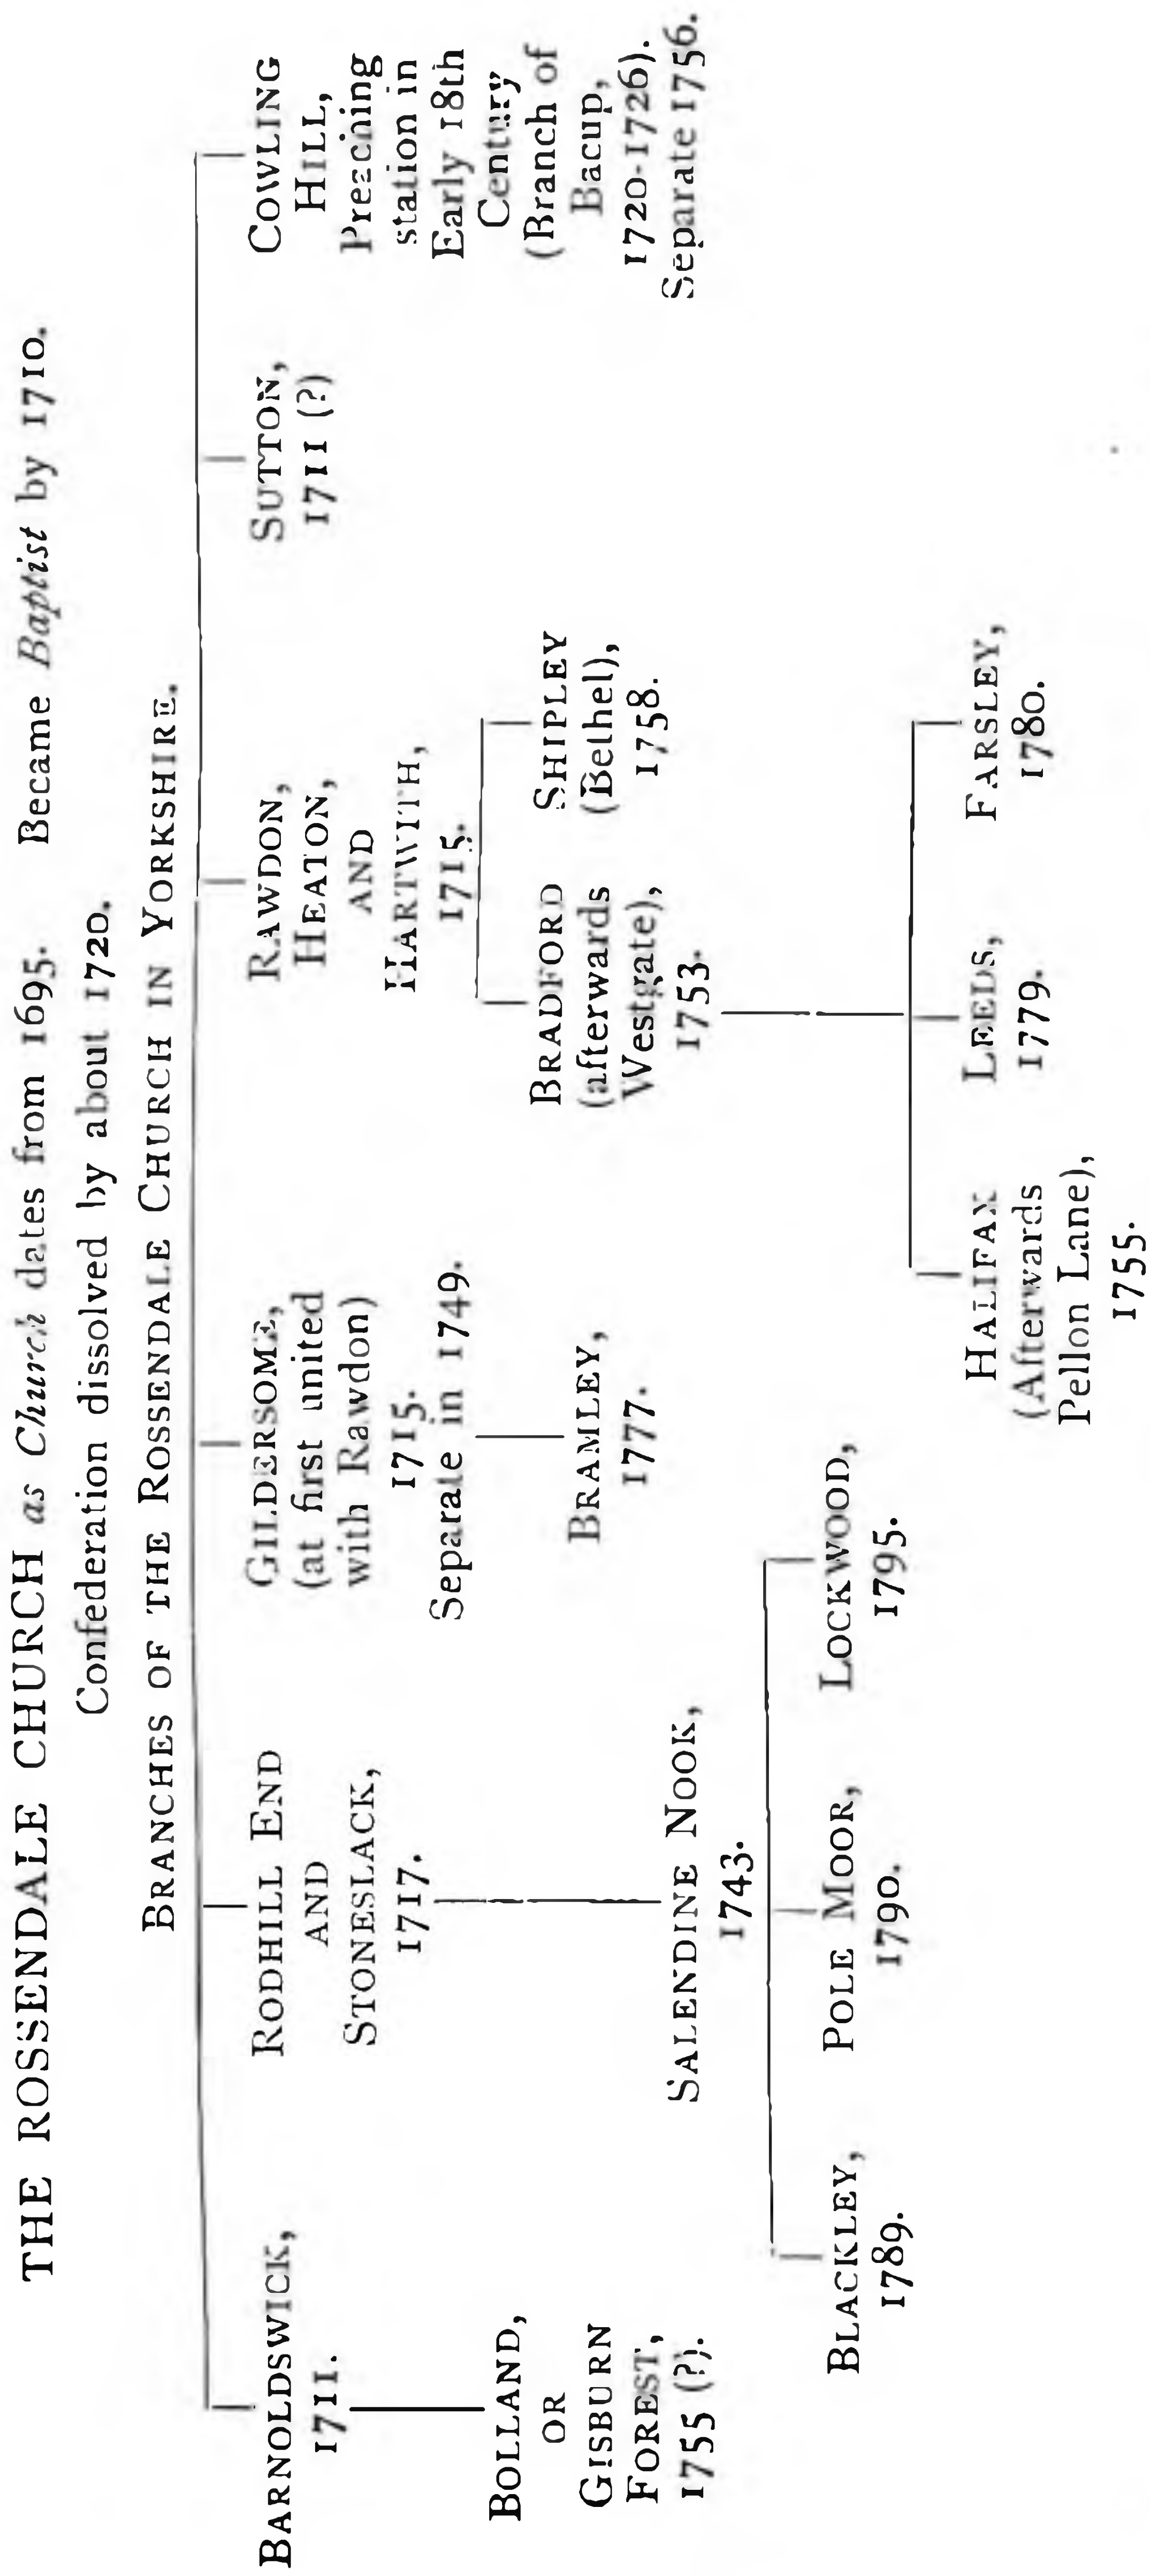 THE ROSSENDALE CHURCH as Church dates from 1695. Became Baptist by 1710.
Confederation dissolved by about 1720.
BRANCHES OF THE ROSSENDALE CHURCH IN YORKSHIRE.
BARNOLDSWICK,
1711.
BOLLAND,
OR
GISBURN
FOREST,
1755 (?).
RODHILL END
AND
STONESLACK,
1717.
SALENDINE NOOK,
1743.
BLACKLEY,
1789.
POLE MOOR,
1790.
LOCKWOOD,
1795.
GILDERSOME,
(at first united
with Rawdon)
1715.
Separate in 1749.
BRAMLEY,
1777.
RAWDON,
HEATON,
AND
HARTWITH,
1715.
BRADFORD
(afterwards
Westgate),
1753.
SHIPLEY
(Bethel),
1758.
HALIFAX
(Afterwards
Pellon Lane),
1755.
LEEDS,
1779.
FARSLEY,
1780.
SUTTON,
1711 (?)
COWLING
HILL,
Preaching
station in
Early 18th
Century
(Branch of
Bacup,
1720-1726).
Separate 1756.